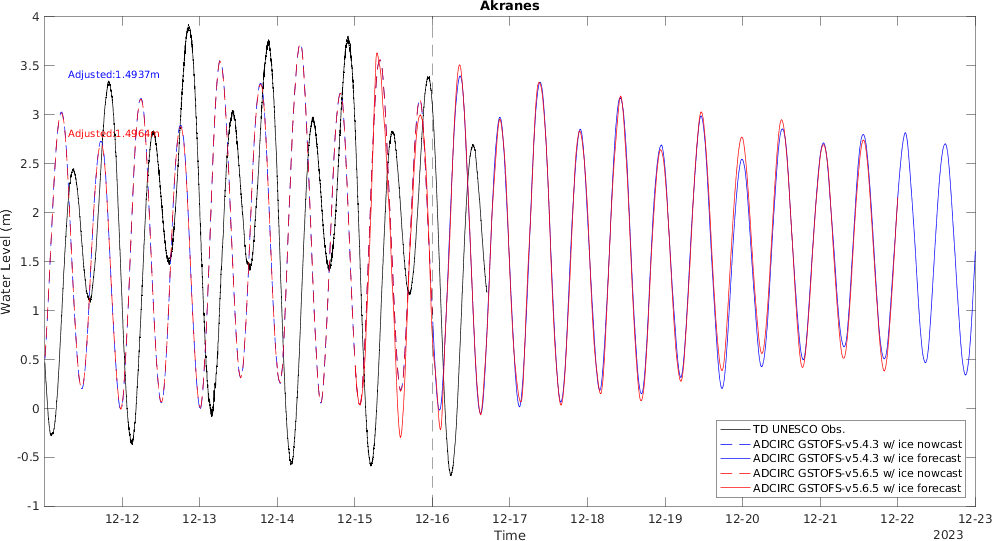 Akranes
4
3.5
3
2.5
2
1.5
1
0.5
0
-0.5
-1
Water Level (m)
Adjusted:1.4937m
Adjusted:1.4964m
TD UNESCO Obs.
ADCIRC GSTOFS-v5.4.3 w/ ice nowcast
ADCIRC GSTOFS-v5.4.3 w/ ice forecast
ADCIRC GSTOFS-v5.6.5 w/ ice nowcast
ADCIRC GSTOFS-v5.6.5 w/ ice forecast
12-12 12-13 12-14 12-15 12-16 12-17 12-18 12-19 12-20 12-21 12-22 12-23
Time
2023